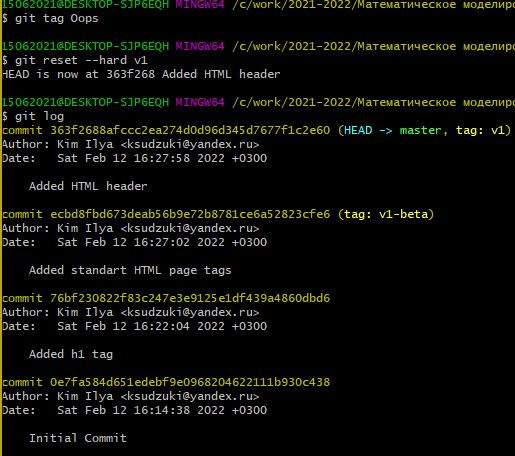 15062021@DESKTOP-SJP6EQH MINGW64 /c/work/2021-2022/Математическое моделиро
$ git tag Oops
15062021@DESKTOP-SJP6EQH MINGW64 /c/work/2021-2022/Математическое моделиро
$ git reset --hard v1
HEAD is now at 363f268 Added HTML header
15062021@DESKTOP-SJP6EQH MINGW64 /c/work/2021-2022/Математическое моделиро
$ git log
commit 363f2688afccc2ea274d0d96d345d7677f1c2e60 (HEAD -> master, tag: v1)
Author: Kim Ilya <ksudzuki@yandex.ru>
Date:   Sat Feb 12 16:27:58 2022 +0300
Added HTML header
commit ecbd8fbd673deab56b9e72b8781ce6a52823cfe6 (tag: v1-beta)
Author: Kim Ilya <ksudzuki@yandex.ru>
Date:   Sat Feb 12 16:27:02 2022 +0300
Added standart HTML page tags
commit 76bf230822f83c247e3e9125e1df439a4860dbd6
Author: Kim Ilya <ksudzuki@yandex.ru>
Date:   Sat Feb 12 16:22:04 2022 +0300
Added h1 tag
commit 0e7fa584d651edebf9e0968204622111b930c438
Author: Kim Ilya <ksudzuki@yandex.ru>
Date:   Sat Feb 12 16:14:38 2022 +0300
Initial Commit